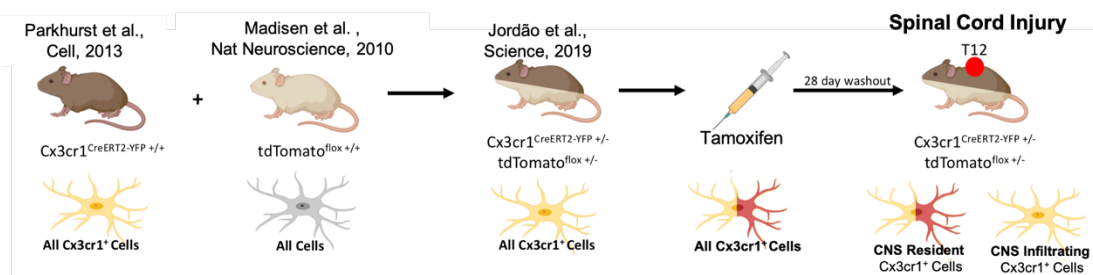 Parkhurst et al.,
Cell, 2013
Madisen et al. ,
Nat Neuroscience, 2010
Jordão et al.,
Science, 2019
Spinal Cord Injury
T12
+
28 day washout
Tamoxifen
Cx3cr1CreERT2-YFP +/+
tdTomatoflox +/+
Cx3cr1CreERT2-YFP +/-
tdTomatoflox +/-
Cx3cr1CreERT2-YFP +/-
tdTomatoflox +/-
All Cx3cr1+ Cells
All Cells
All Cx3cr1+ Cells
All Cx3cr1+ Cells
CNS Resident
Cx3cr1+ Cells
CNS Infiltrating
Cx3cr1+ Cells